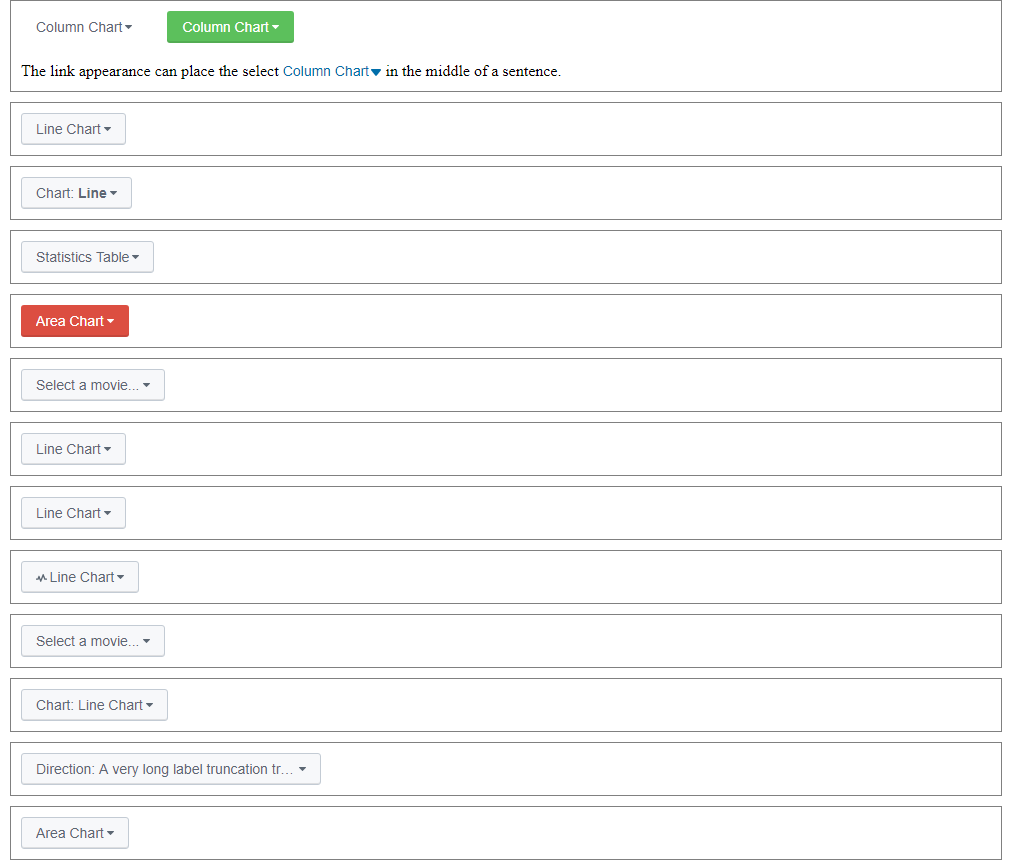 Column Chart Column Chart
The link appearance can place the select Column Chart in the middle of a sentence.
Line Chart
Chart: Line
Statistics Table
Area Chart
Select a movie...
Line Chart
Line Chart
Line Chart
Select a movie...
Chart: Line Chart
Direction: A very long label truncation tr...
Area Chart